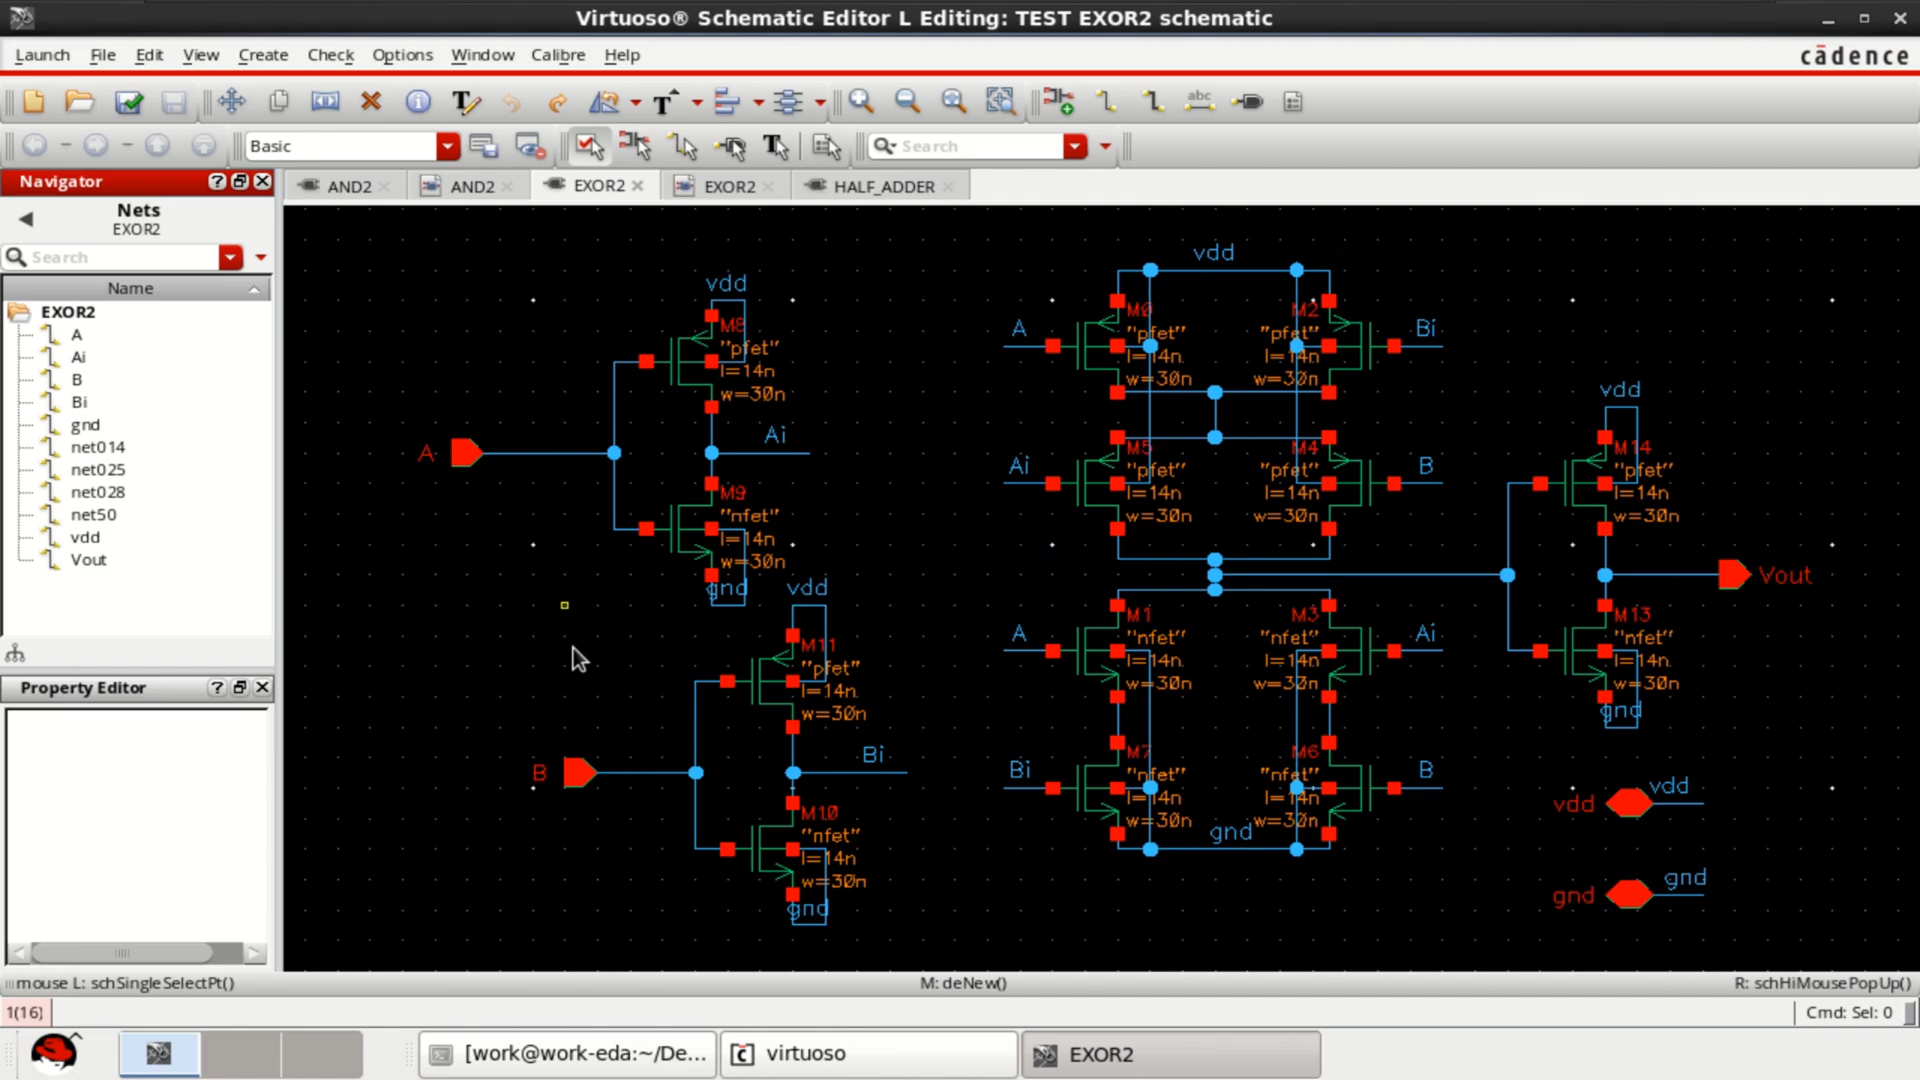 Virtuoso® Schematic Editor L Editing: TEST EXOR2 schematic
Launch File Edit View Create Check Options Window Calibre Help
cādence
abc
Basic
Search
Navigator
AND2 AND2 EXOR2 EXOR2 HALF_ADDER
Nets
EXOR2
Search
Name
EXOR2
A
Ai
B
Bi
gnd
net014
net025
net028
net50
vdd
Vout
Property Editor
vdd
M8
"pfet"
l=14n
w=30n
A
Ai
M9
"nfet"
l=14n
w=30n
gnd
vdd
M11
"pfet"
l=14n
w=30n
B
Bi
M10
"nfet"
l=14n
w=30n
gnd
vdd
A
M0
"pfet"
l=14n
w=30n
M2
"pfet"
l=14n
w=30n
Bi
Ai
M5
"pfet"
l=14n
w=30n
M4
"pfet"
l=14n
w=30n
B
A
M1
"nfet"
l=14n
w=30n
M3
"nfet"
l=14n
w=30n
Ai
Bi
M7
"nfet"
l=14n
w=30n
M6
"nfet"
l=14n
w=30n
B
gnd
vdd
M14
"pfet"
l=14n
w=30n
Vout
M13
"nfet"
l=14n
w=30n
gnd
vdd vdd
gnd gnd
mouse L: schSingleSelectPt() M: deNew() R: schHiMousePopUp()
1(16) Cmd: Sel: 0
[work@work-eda:~/De... virtuoso EXOR2